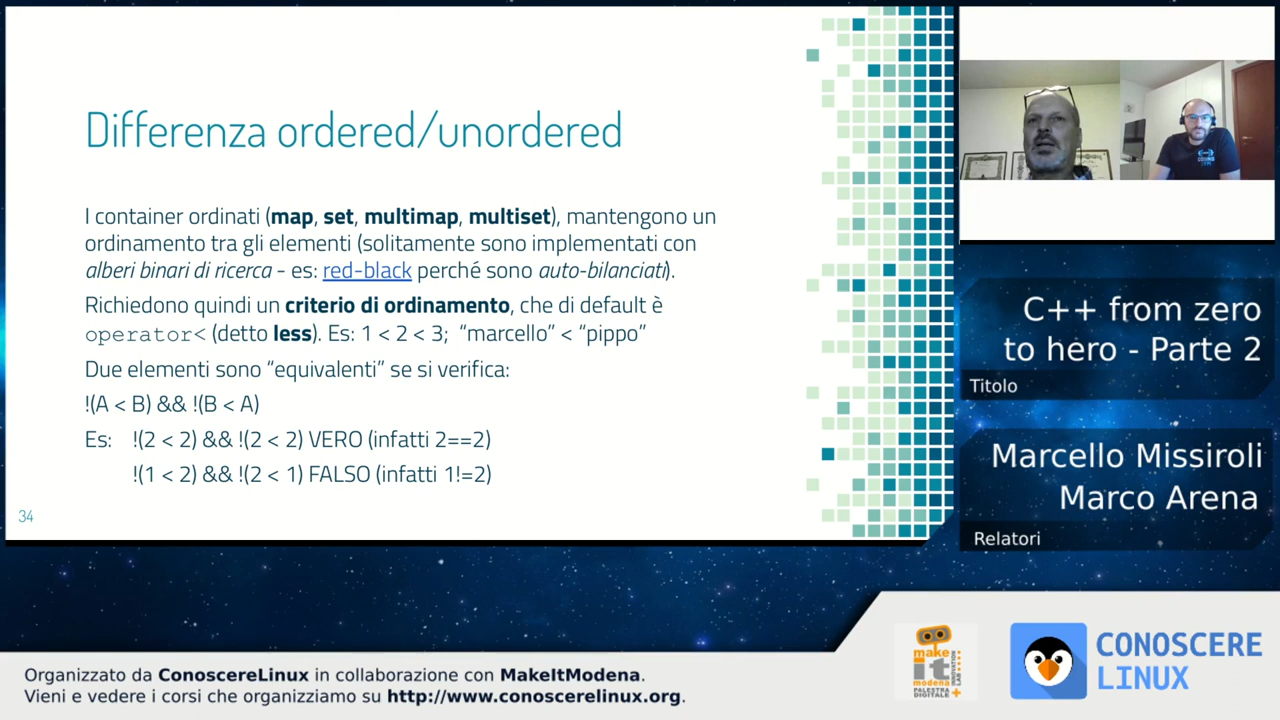 Differenza ordered/unordered
I container ordinati (map, set, multimap, multiset), mantengono un
ordinamento tra gli elementi (solitamente sono implementati con
alberi binari di ricerca - es: red-black perché sono auto-bilanciati).
Richiedono quindi un criterio di ordinamento, che di default è
operator< (detto less). Es: 1 < 2 < 3; “marcello” < “pippo”
Due elementi sono “equivalenti” se si verifica:
!(A < B) && !(B < A)
Es: !(2 < 2) && !(2 < 2) VERO (infatti 2==2)
!(1 < 2) && !(2 < 1) FALSO (infatti 1!=2)
34
C++ from zero
to hero - Parte 2
Titolo
Marcello Missiroli
Marco Arena
Relatori
make
it
modena
PALESTRA
DIGITALE
CONOSCERE
LINUX
Organizzato da ConoscereLinux in collaborazione con MakeItModena.
Vieni e vedere i corsi che organizziamo su http://www.conoscerelinux.org.